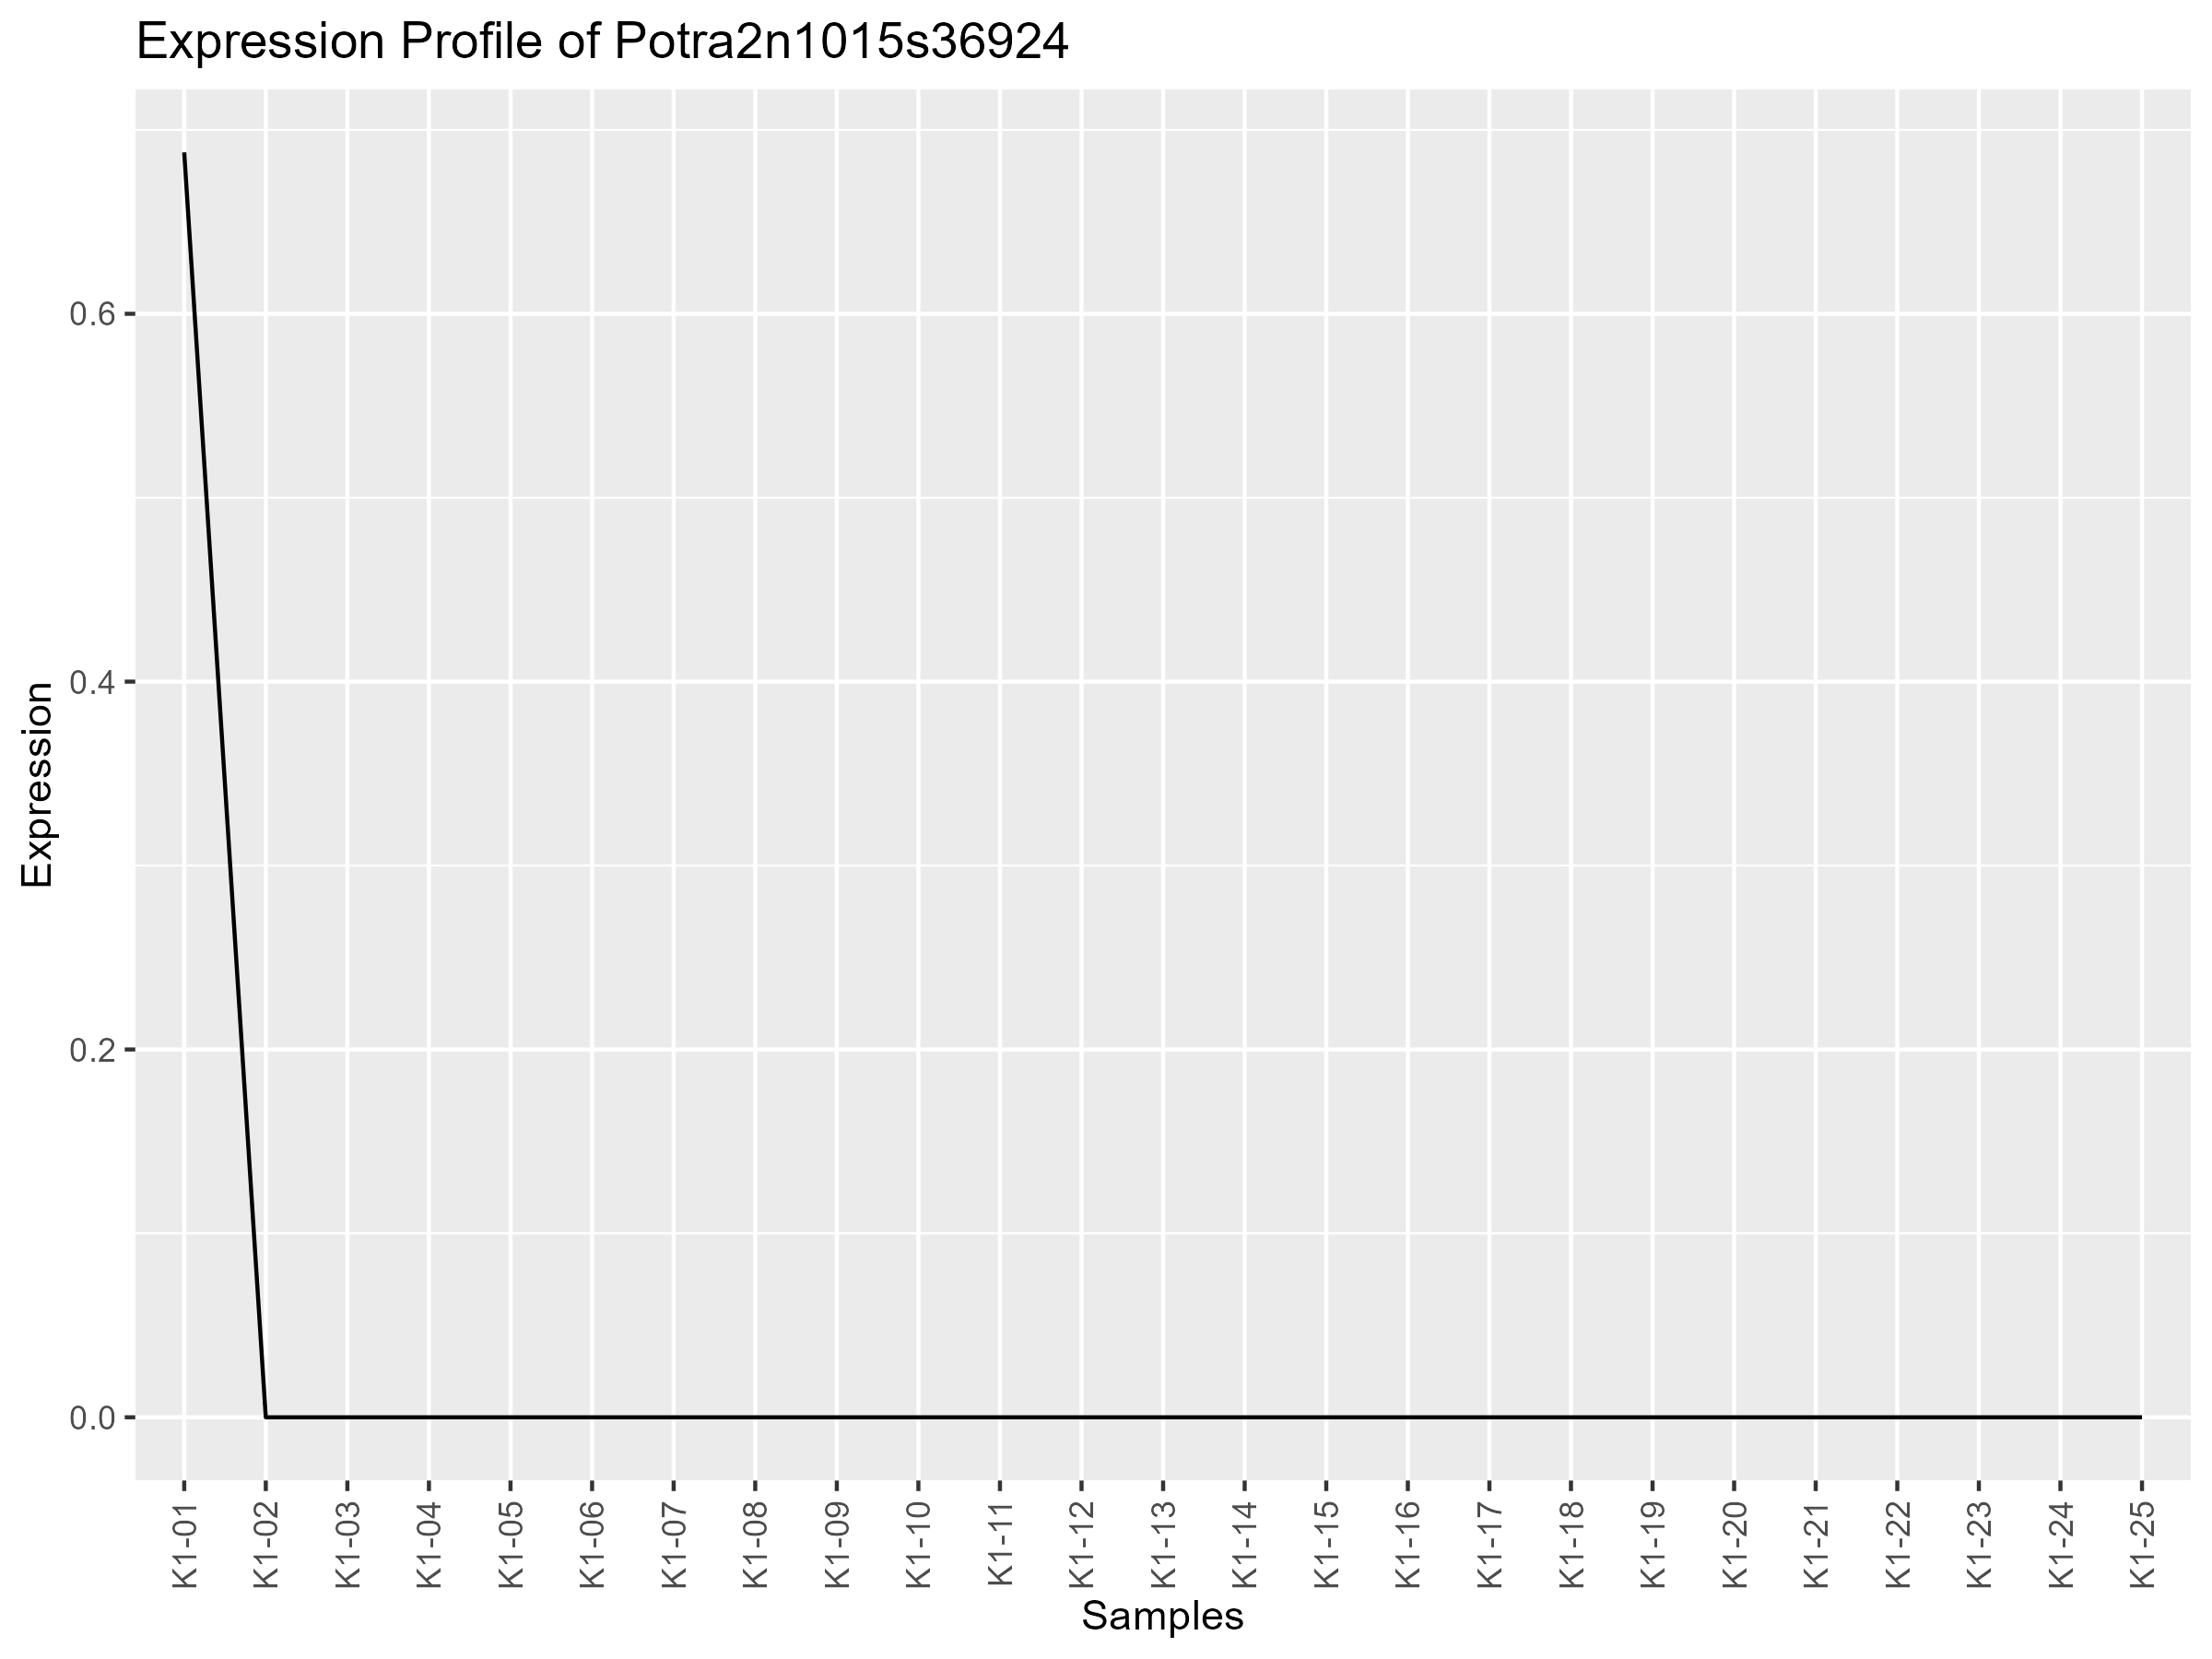 Expression Profile of Potra2n1015s36924
Expression
0.6
0.4
0.2
0.0
K1-01
K1-02
K1-03
K1-04
K1-05
K1-06
K1-07
K1-08
K1-09
K1-10
K1-11
K1-12
K1-13
K1-14
K1-15
K1-16
K1-17
K1-18
K1-19
K1-20
K1-21
K1-22
K1-23
K1-24
K1-25
Samples